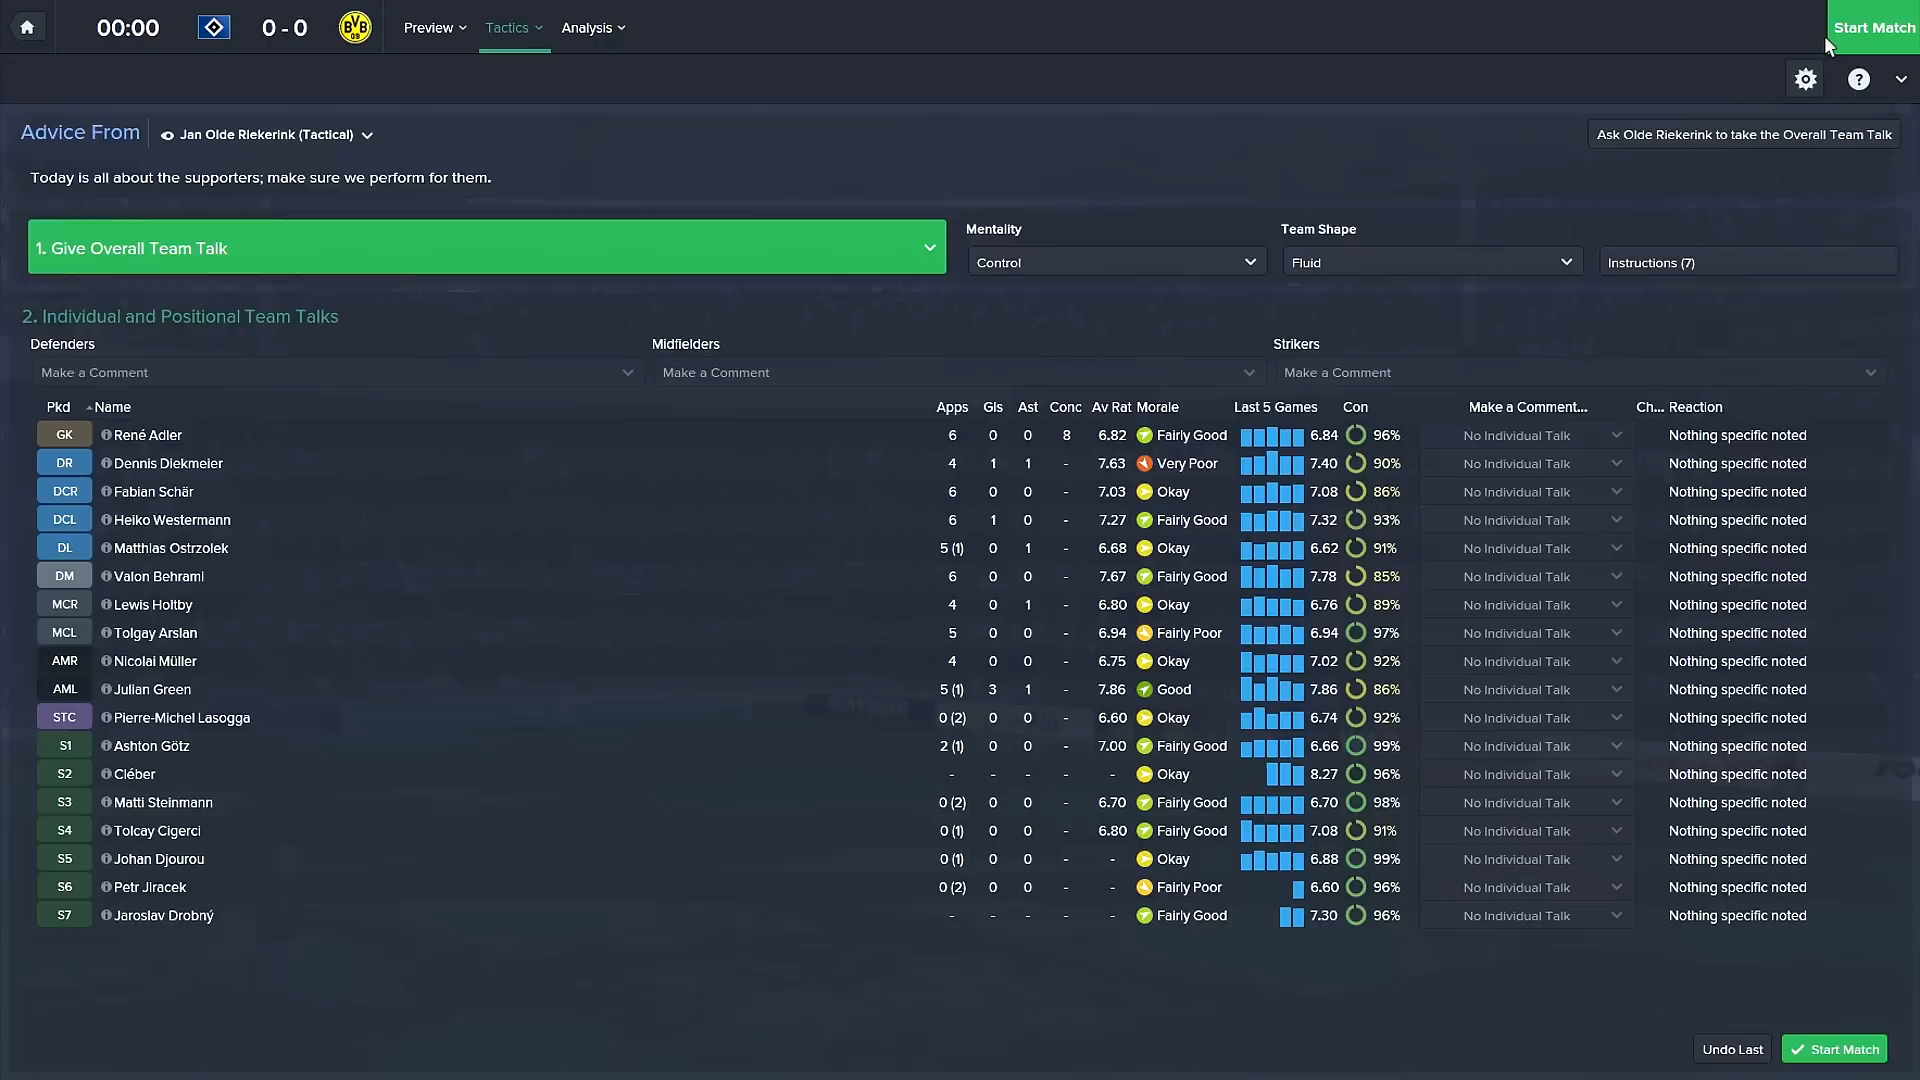 00:00 0 - 0 BVB 09 Preview Tactics Analysis Start Match
?
Advice From Jan Olde Riekerink (Tactical) Ask Olde Riekerink to take the Overall Team Talk
Today is all about the supporters; make sure we perform for them.
Mentality Team Shape
1. Give Overall Team Talk Control Fluid Instructions (7)
2. Individual and Positional Team Talks
Defenders Midfielders Strikers
Make a Comment Make a Comment Make a Comment
Pkd Name Apps Gls Ast Conc Av Rat Morale Last 5 Games Con Make a Comment... Ch... Reaction
GK René Adler 6 0 0 8 6.82 Fairly Good 6.84 96% No Individual Talk Nothing specific noted
DR Dennis Diekmeier 4 1 1 - 7.63 Very Poor 7.40 90% No Individual Talk Nothing specific noted
DCR Fabian Schär 6 0 0 - 7.03 Okay 7.08 86% No Individual Talk Nothing specific noted
DCL Heiko Westermann 6 1 0 - 7.27 Fairly Good 7.32 93% No Individual Talk Nothing specific noted
DL Matthias Ostrzolek 5 (1) 0 1 - 6.68 Okay 6.62 91% No Individual Talk Nothing specific noted
DM Valon Behrami 6 0 0 - 7.67 Fairly Good 7.78 85% No Individual Talk Nothing specific noted
MCR Lewis Holtby 4 0 1 - 6.80 Okay 6.76 89% No Individual Talk Nothing specific noted
MCL Tolgay Arslan 5 0 0 - 6.94 Fairly Poor 6.94 97% No Individual Talk Nothing specific noted
AMR Nicolai Müller 4 0 1 - 6.75 Okay 7.02 92% No Individual Talk Nothing specific noted
AML Julian Green 5 (1) 3 1 - 7.86 Good 7.86 86% No Individual Talk Nothing specific noted
STC Pierre-Michel Lasogga 0 (2) 0 0 - 6.60 Okay 6.74 92% No Individual Talk Nothing specific noted
S1 Ashton Götz 2 (1) 0 0 - 7.00 Fairly Good 6.66 99% No Individual Talk Nothing specific noted
S2 Cléber - - - - - Okay 8.27 96% No Individual Talk Nothing specific noted
S3 Matti Steinmann 0 (2) 0 0 - 6.70 Fairly Good 6.70 98% No Individual Talk Nothing specific noted
S4 Tolcay Cigerci 0 (1) 0 0 - 6.80 Fairly Good 7.08 91% No Individual Talk Nothing specific noted
S5 Johan Djourou 0 (1) 0 0 - - Okay 6.88 99% No Individual Talk Nothing specific noted
S6 Petr Jiracek 0 (2) 0 0 - - Fairly Poor 6.60 96% No Individual Talk Nothing specific noted
S7 Jaroslav Drobný - - - - - Fairly Good 7.30 96% No Individual Talk Nothing specific noted
Undo Last Start Match